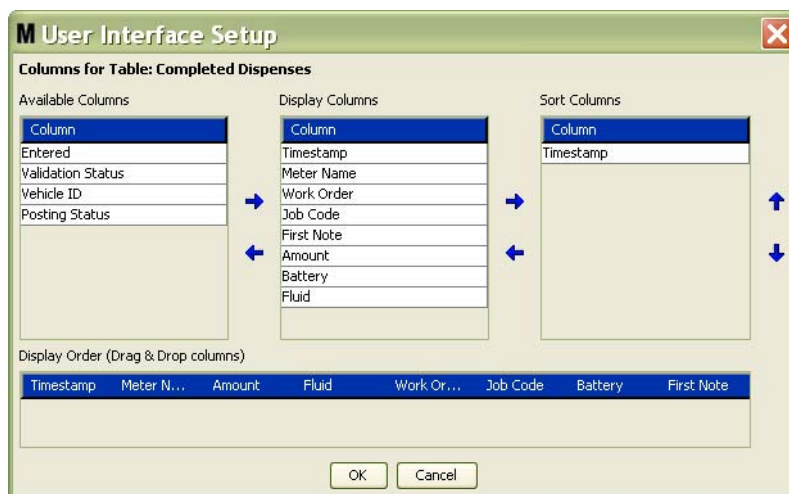 M User Interface Setup
Columns for Table: Completed Dispenses
Available Columns
Column
Entered
Validation Status
Vehicle ID
Posting Status
Display Columns
Column
Timestamp
Meter Name
Work Order
Job Code
First Note
Amount
Battery
Fluid
Sort Columns
Column
Timestamp
Display Order (Drag & Drop columns)
Timestamp Meter N... Amount Fluid Work Or... Job Code Battery First Note
OK Cancel